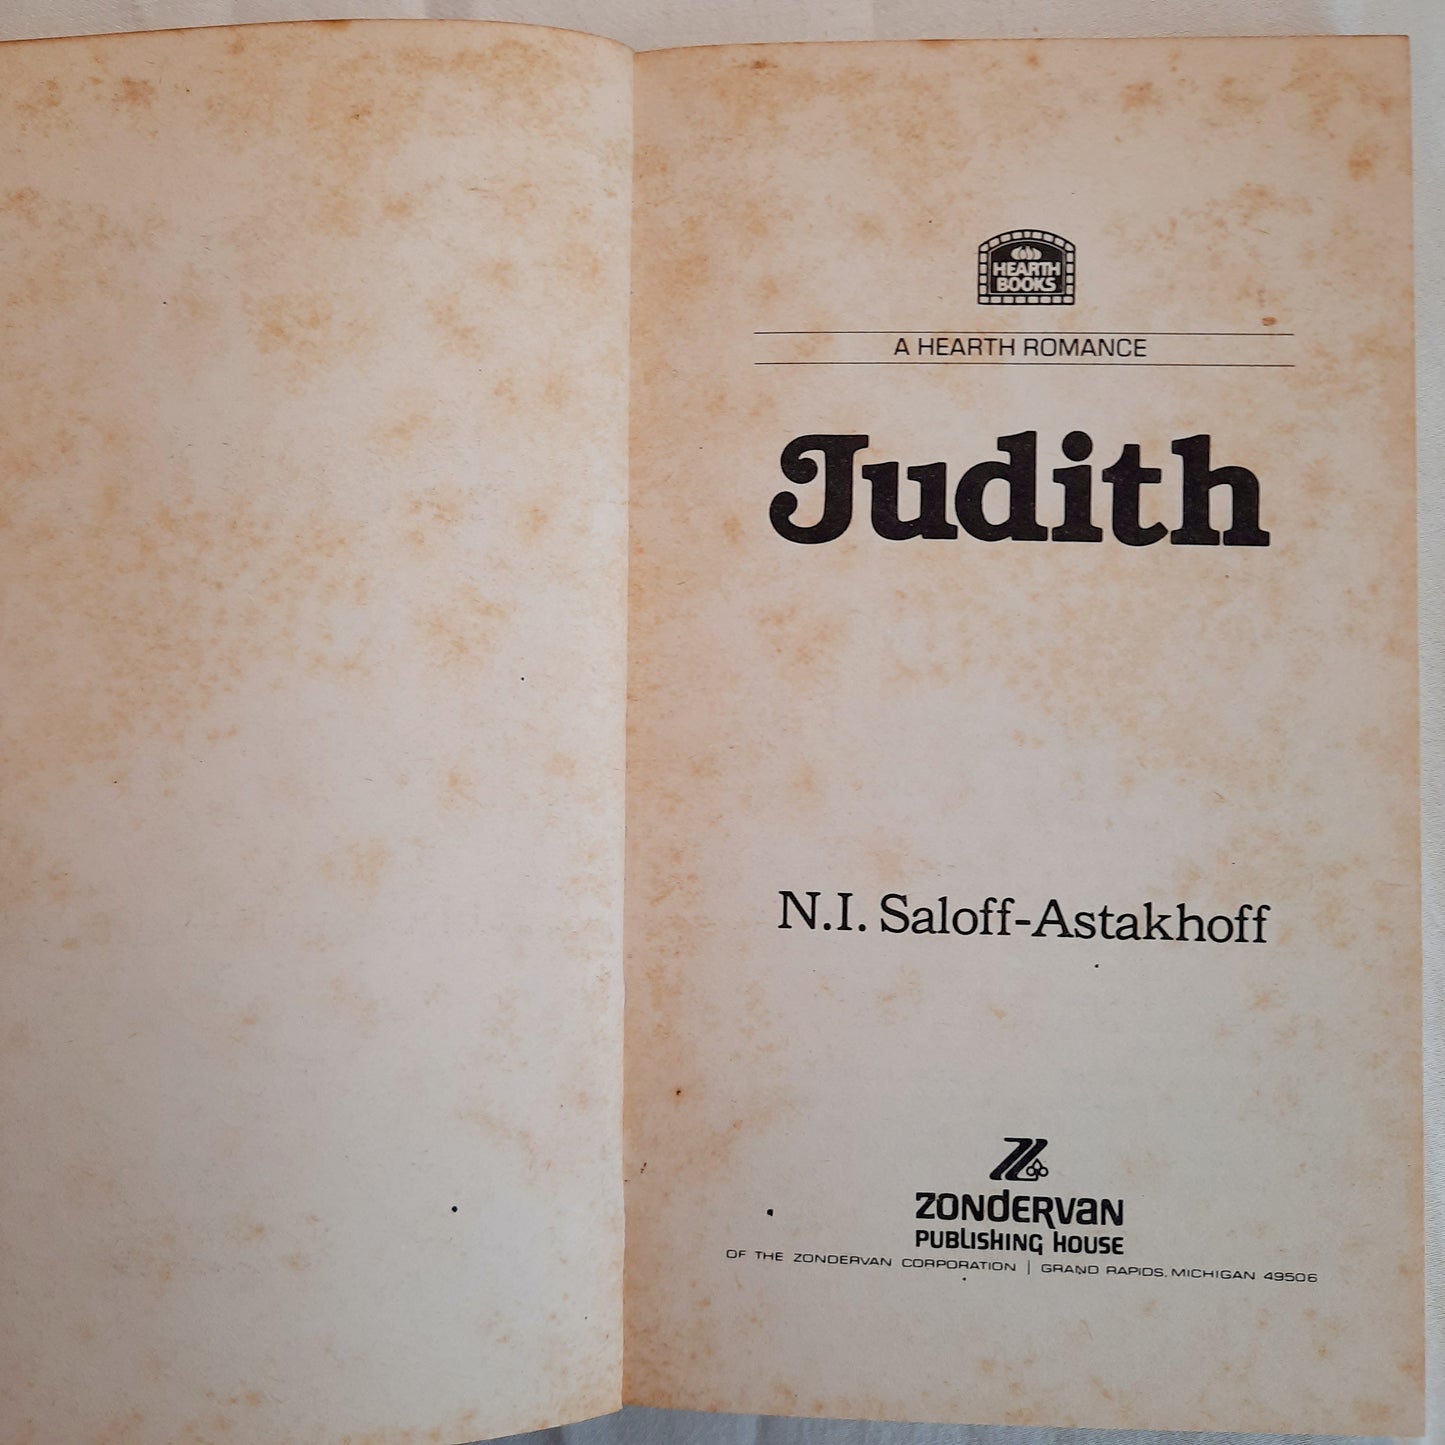 HEARTH
BOOKS
A HEARTH ROMANCE
Judith
N.I. Saloff-Astakhoff
ZONDERVAN
PUBLISHING HOUSE
OF THE ZONDERVAN CORPORATION | GRAND RAPIDS, MICHIGAN 49506